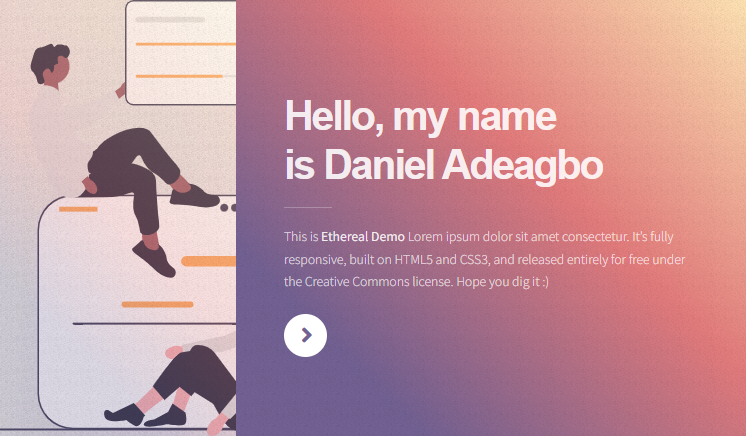 Hello, my name
is Daniel Adeagbo
This is Ethereal Demo Lorem ipsum dolor sit amet consectetur. It's fully
responsive, built on HTML5 and CSS3, and released entirely for free under
the Creative Commons license. Hope you dig it :)